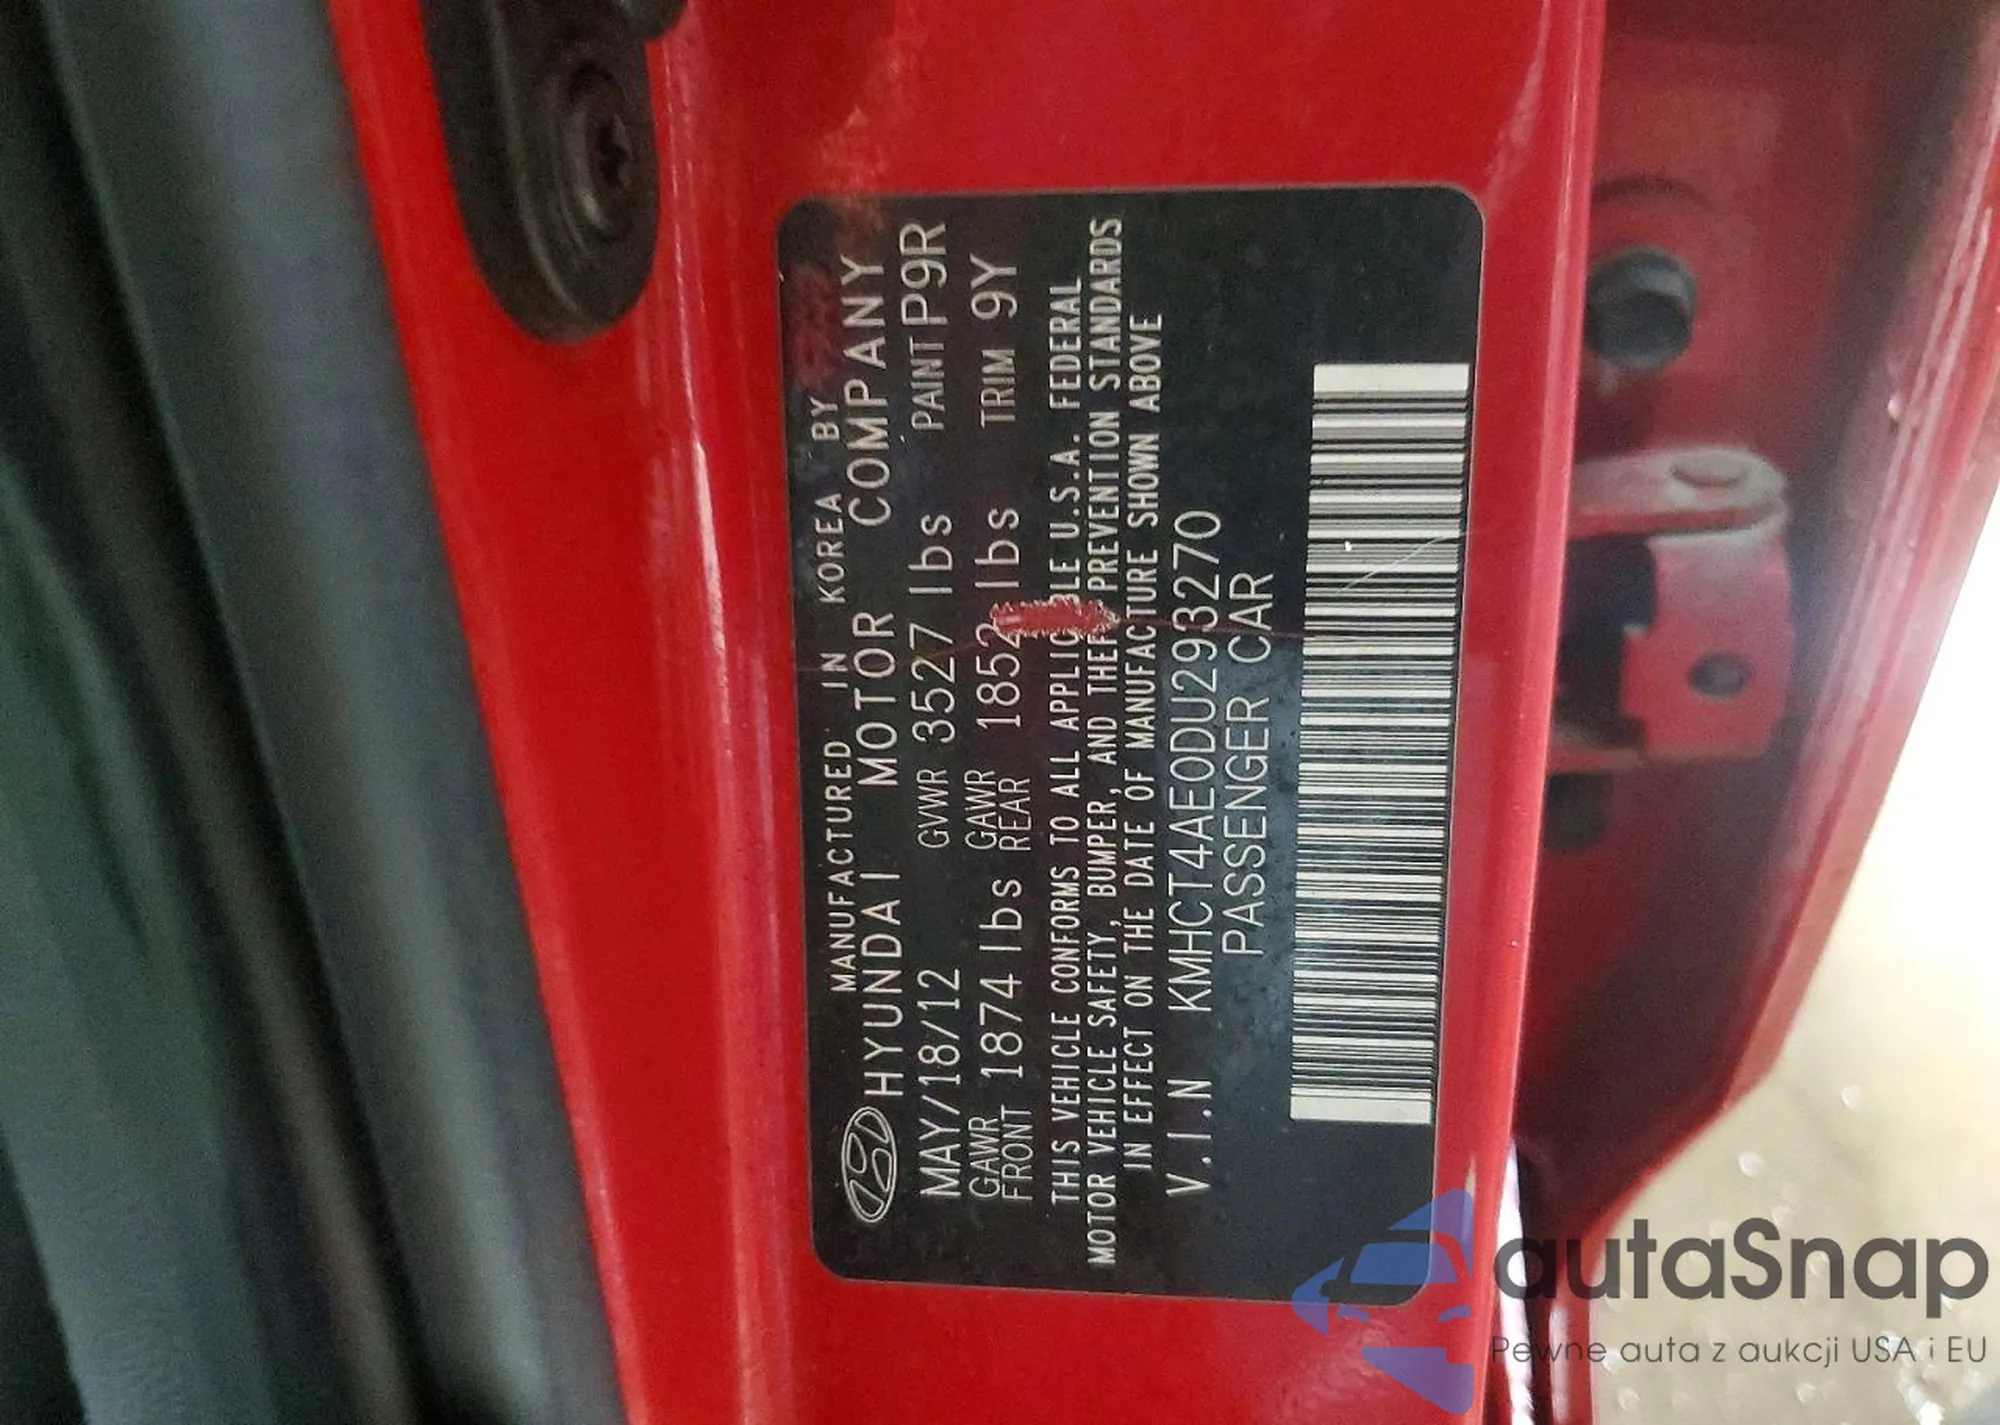 MANUFACTURED IN KOREA BY
HYUNDAI MOTOR COMPANY
MAY/18/12 GVWR 3527 lbs PAINT P9R
GAWR FRONT 1874 lbs GAWR REAR 1852 lbs TRIM 9Y
THIS VEHICLE CONFORMS TO ALL APPLICABLE U.S.A. FEDERAL
MOTOR VEHICLE SAFETY, BUMPER, AND THEFT PREVENTION STANDARDS
IN EFFECT ON THE DATE OF MANUFACTURE SHOWN ABOVE
V.I.N KMHCT4AE0DU293270
PASSENGER CAR
autaSnap
Pewne auta z aukcji USA i EU